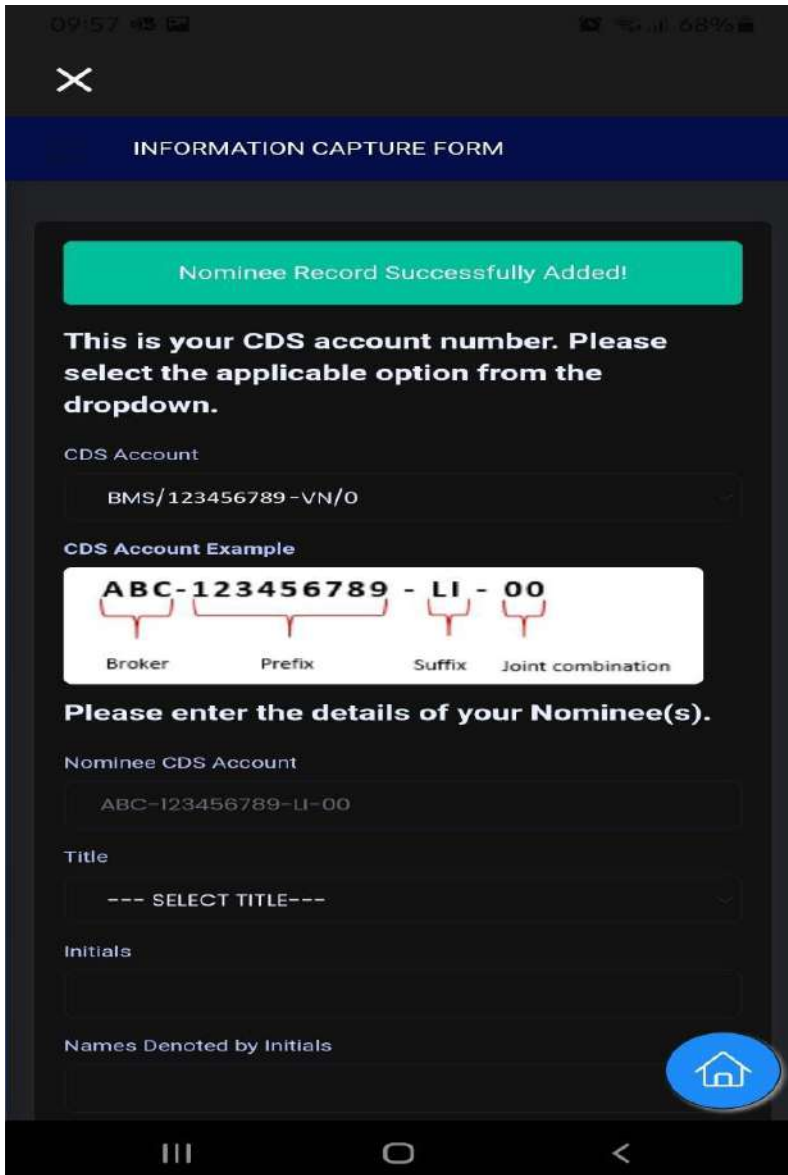 09:57
68%
INFORMATION CAPTURE FORM
Nominee Record Successfully Added!
This is your CDS account number. Please
select the applicable option from the
dropdown.
CDS Account
BMS/123456789-VN/0
CDS Account Example
ABC-123456789 - LI - 00
Broker Prefix Suffix Joint combination
Please enter the details of your Nominee(s).
Nominee CDS Account
ABC-123456789-LI-00
Title
--- SELECT TITLE---
Initials
Names Denoted by Initials